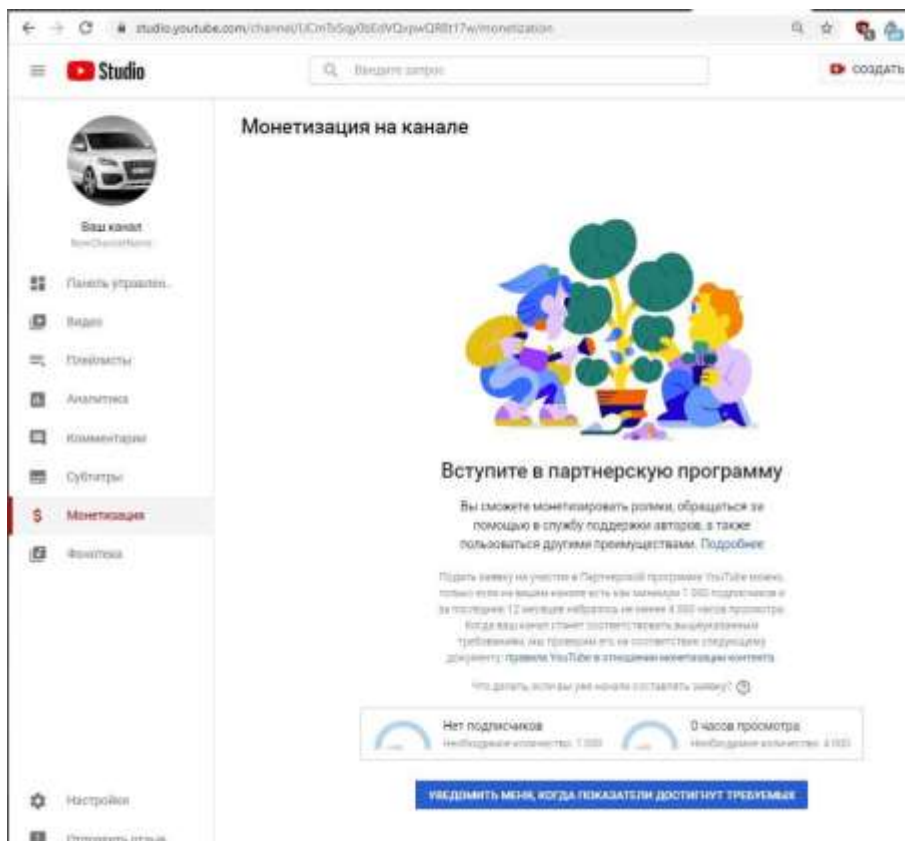 Studio
Введите запрос
СОЗДАТЬ
Монетизация на канале
Ваш канал
NewChannelName
Панель управлен...
Видео
Плейлисты
Аналитика
Комментарии
Субтитры
Монетизация
Фонотека
Настройки
Отправить отзыв
Вступите в партнерскую программу
Вы сможете монетизировать ролики, обращаться за
помощью в службу поддержки авторов, а также
пользоваться другими преимуществами. Подробнее
Подать заявку на участие в Партнерской программе YouTube можно,
только если на вашем канале есть как минимум 1 000 подписчиков и
за последние 12 месяцев набралось не менее 4 000 часов просмотра.
Когда ваш канал станет соответствовать вышеуказанным
требованиям, мы проверим его на соответствие следующему
документу: правила YouTube в отношении монетизации контента
Что делать, если вы уже начали составлять заявку?
Нет подписчиков
Необходимое количество: 1 000
0 часов просмотра
Необходимое количество: 4 000
УВЕДОМИТЬ МЕНЯ, КОГДА ПОКАЗАТЕЛИ ДОСТИГНУТ ТРЕБУЕМЫХ